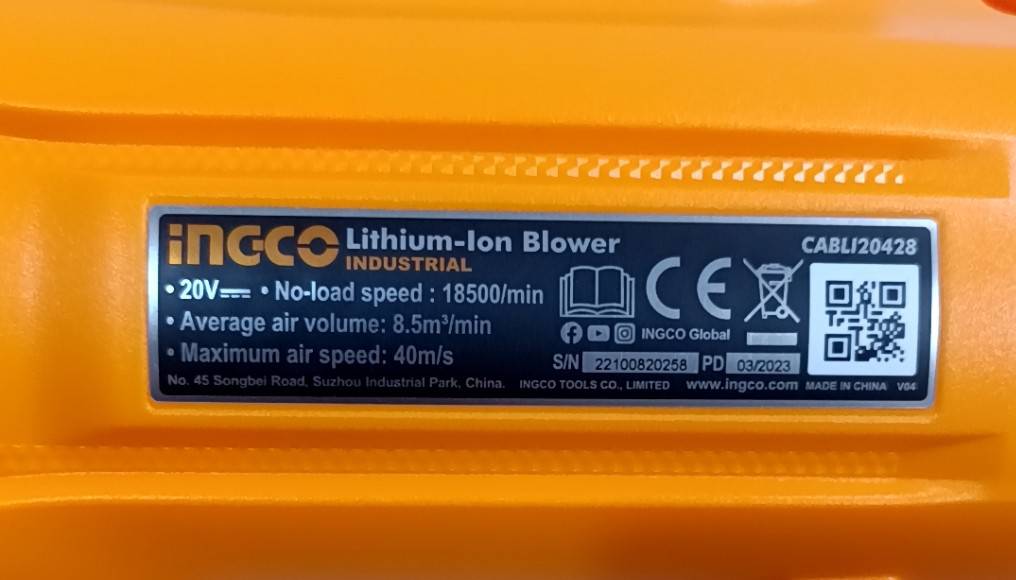 INGCO Lithium-Ion Blower CABLI20428
INDUSTRIAL
• 20V • No-load speed : 18500/min
• Average air volume: 8.5m³/min
INGCO Global
• Maximum air speed: 40m/s
S/N 22100820258 PD 03/2023
No. 45 Songbei Road, Suzhou Industrial Park, China. INGCO TOOLS CO., LIMITED www.ingco.com MADE IN CHINA V04